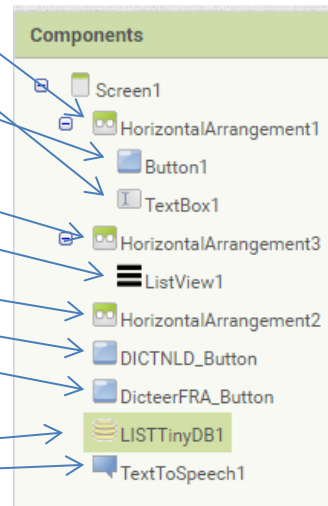 Components
Screen1
HorizontalArrangement1
Button1
TextBox1
HorizontalArrangement3
ListView1
HorizontalArrangement2
DICTNLD_Button
DicteerFRA_Button
LISTTinyDB1
TextToSpeech1